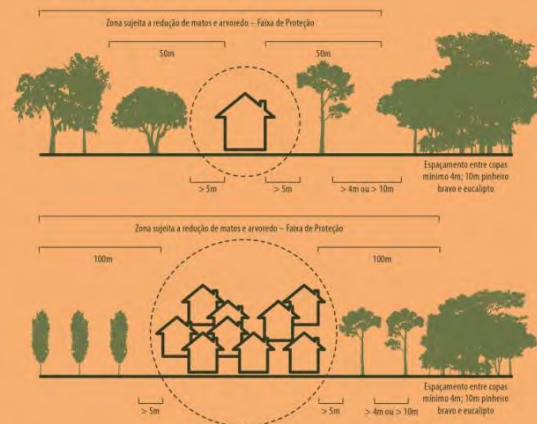 Zona sujeita a redução de matos e arvoredo – Faixa de Proteção
50m
50m
> 5m
> 5m
> 4m ou > 10m
Espaçamento entre copas
mínimo 4m; 10m pinheiro
bravo e eucalipto
Zona sujeita a redução de matos e arvoredo – Faixa de Proteção
100m
100m
> 5m
> 5m
> 4m ou > 10m
Espaçamento entre copas
mínimo 4m; 10m pinheiro
bravo e eucalipto